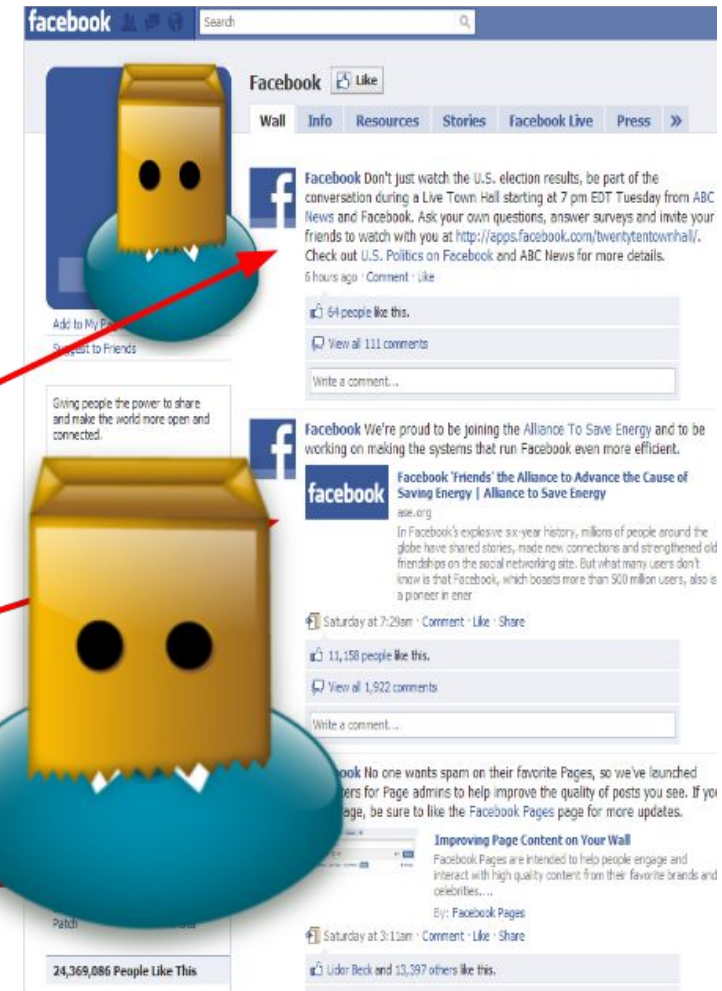 facebook
Search
Facebook Like
Wall Info Resources Stories Facebook Live Press »
Facebook Don't just watch the U.S. election results, be part of the
conversation during a Live Town Hall starting at 7 pm EDT Tuesday from ABC
News and Facebook. Ask your own questions, answer surveys and invite your
friends to watch with you at http://apps.facebook.com/twentytentownhall/.
Check out U.S. Politics on Facebook and ABC News for more details.
6 hours ago · Comment · Like
64 people like this.
View all 111 comments
Write a comment...
Add to My
Suggest to Friends
Giving people the power to share
and make the world more open and
connected.
Facebook We're proud to be joining the Alliance To Save Energy and to be
working on making the systems that run Facebook even more efficient.
facebook
Facebook 'Friends' the Alliance to Advance the Cause of
Saving Energy | Alliance to Save Energy
ase.org
In Facebook's explosive six-year history, millions of people around the
globe have shared stories, made new connections and strengthened old
friendships on the social networking site. But what many users don't
know is that Facebook, which boasts more than 500 million users, also is
a pioneer in ener
Saturday at 7:29am · Comment · Like · Share
11,158 people like this.
View all 1,922 comments
Write a comment...
ook No one wants spam on their favorite Pages, so we've launched
ers for Page admins to help improve the quality of posts you see. If you
age, be sure to like the Facebook Pages page for more updates.
Improving Page Content on Your Wall
Facebook Pages are intended to help people engage and
interact with high quality content from their favorite brands and
celebrities....
By: Facebook Pages
Saturday at 3:11am · Comment · Like · Share
Lidor Beck and 13,397 others like this.
Patch
24,369,086 People Like This